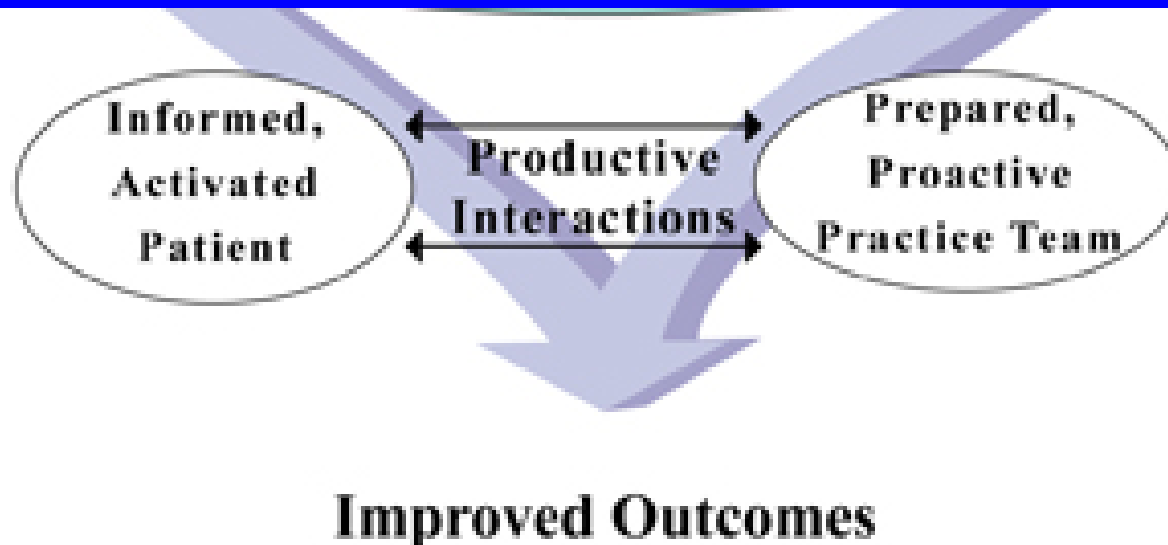 Informed,
Activated
Patient
Productive
Interactions
Prepared,
Proactive
Practice Team
Improved Outcomes